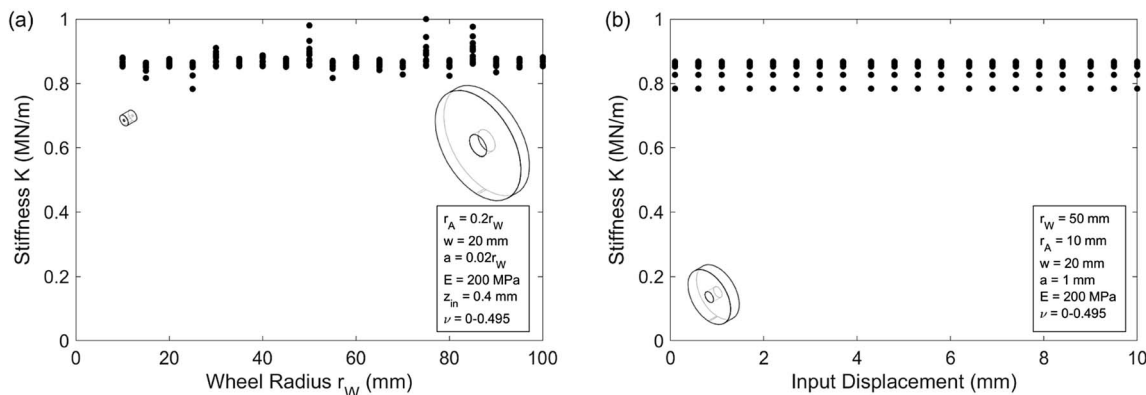 (a)
1
0.8
0.6
0.4
0.2
0
Stiffness K (MN/m)
0 20 40 60 80 100
Wheel Radius r_W (mm)
r_A = 0.2r_W
w = 20 mm
a = 0.02r_W
E = 200 MPa
z_in = 0.4 mm
ν = 0-0.495
(b)
1
0.8
0.6
0.4
0.2
0
Stiffness K (MN/m)
0 2 4 6 8 10
Input Displacement (mm)
r_W = 50 mm
r_A = 10 mm
w = 20 mm
a = 1 mm
E = 200 MPa
ν = 0-0.495